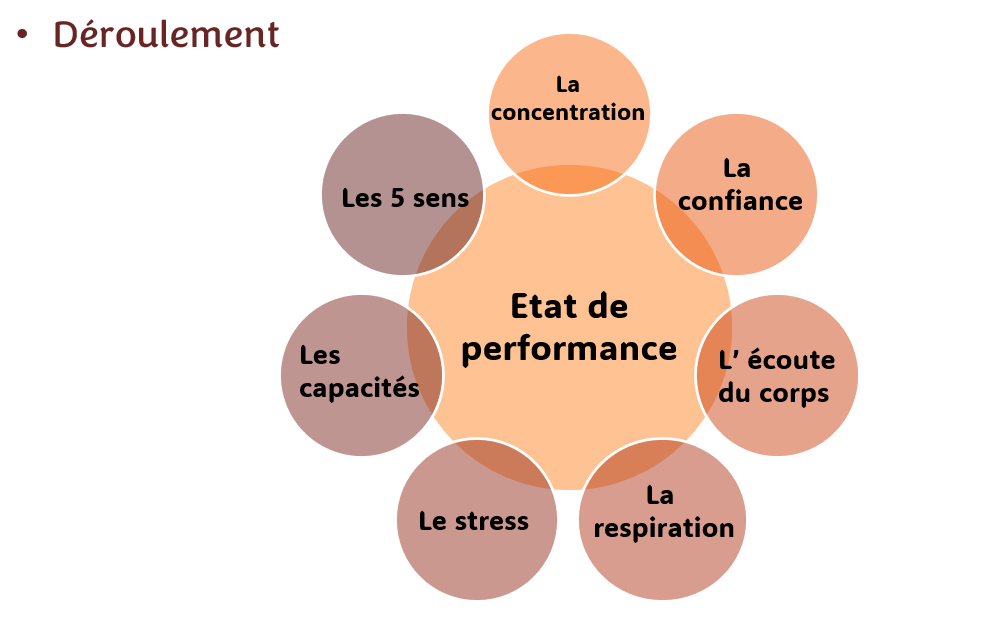 • Déroulement
La
concentration
La
confiance
L’ écoute
du corps
La
respiration
Le stress
Les
capacités
Les 5 sens
Etat de
performance